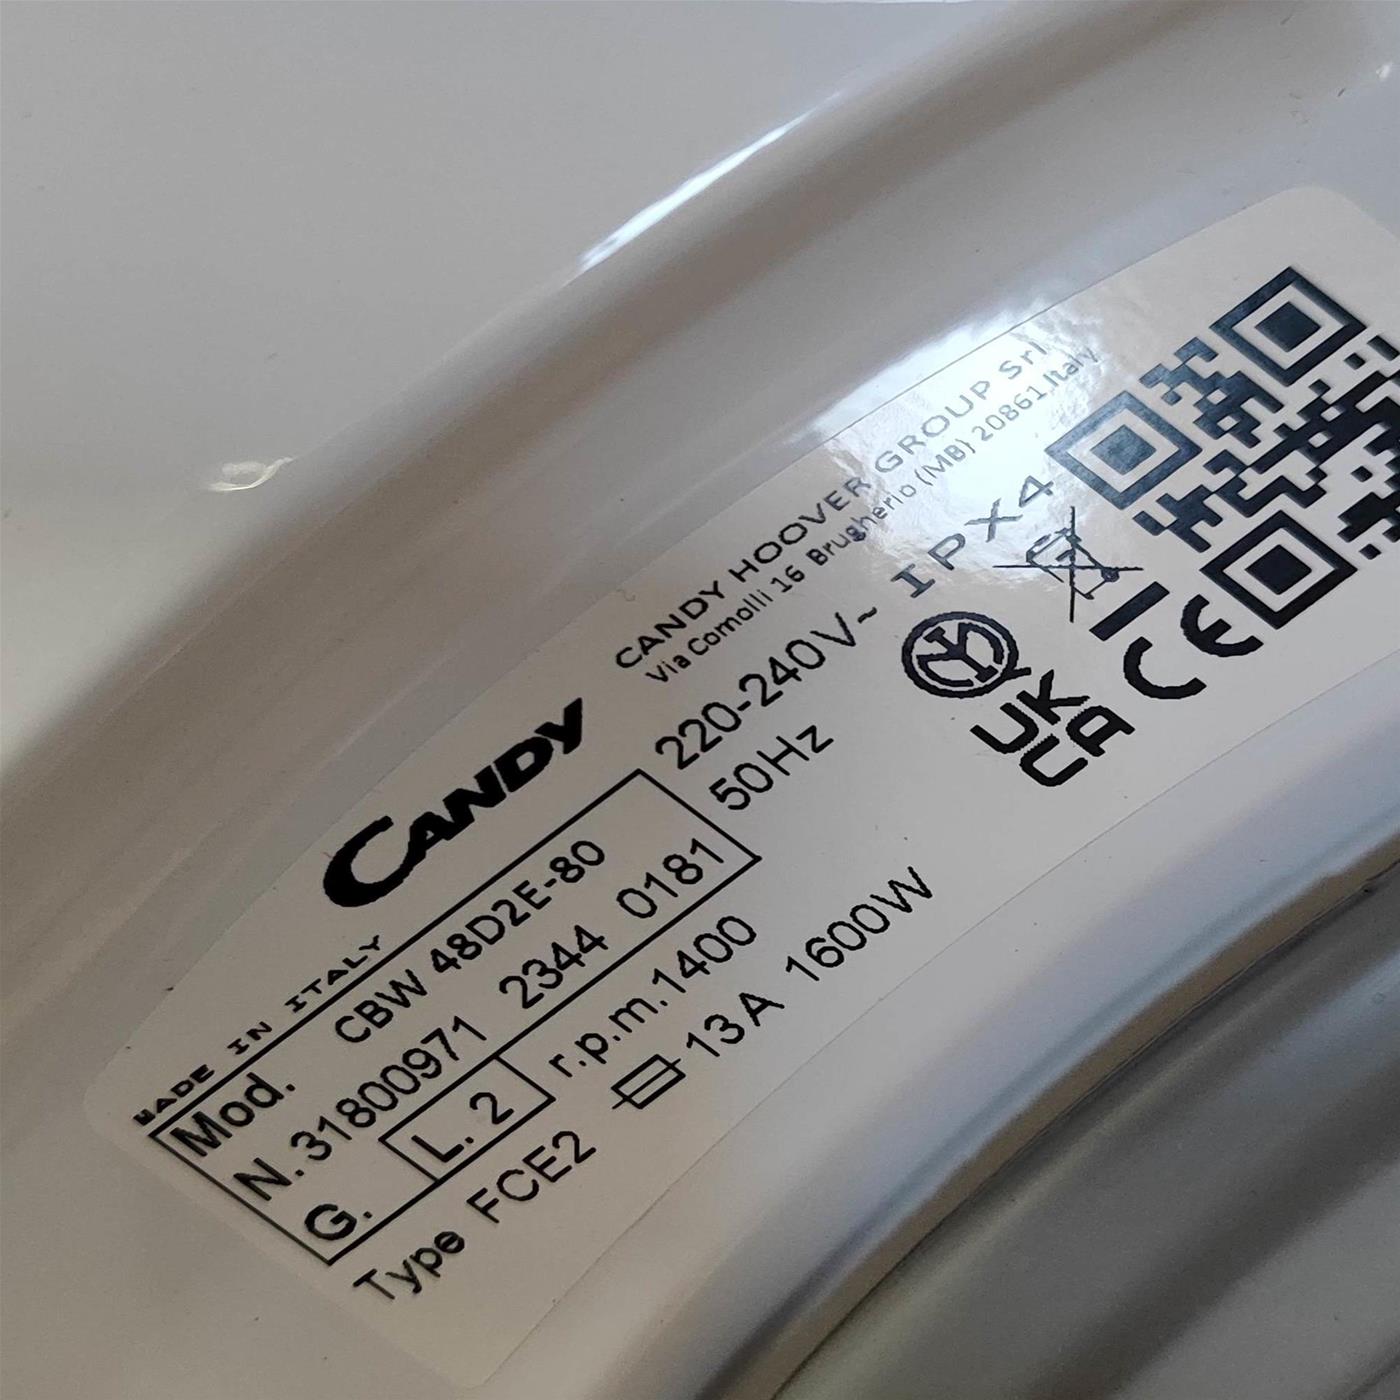 CANDY HOOVER GROUP Srl
Via Comolli 16 Brugherio (MB) 20861 Italy
CANDY
220-240V~ IPX4
50Hz
MADE IN ITALY
Mod. CBW 48D2E-80
N. 31800971 2344 0181
G. L. 2 r.p.m.1400
Type FCE2 13A 1600W
UK
CA
CE